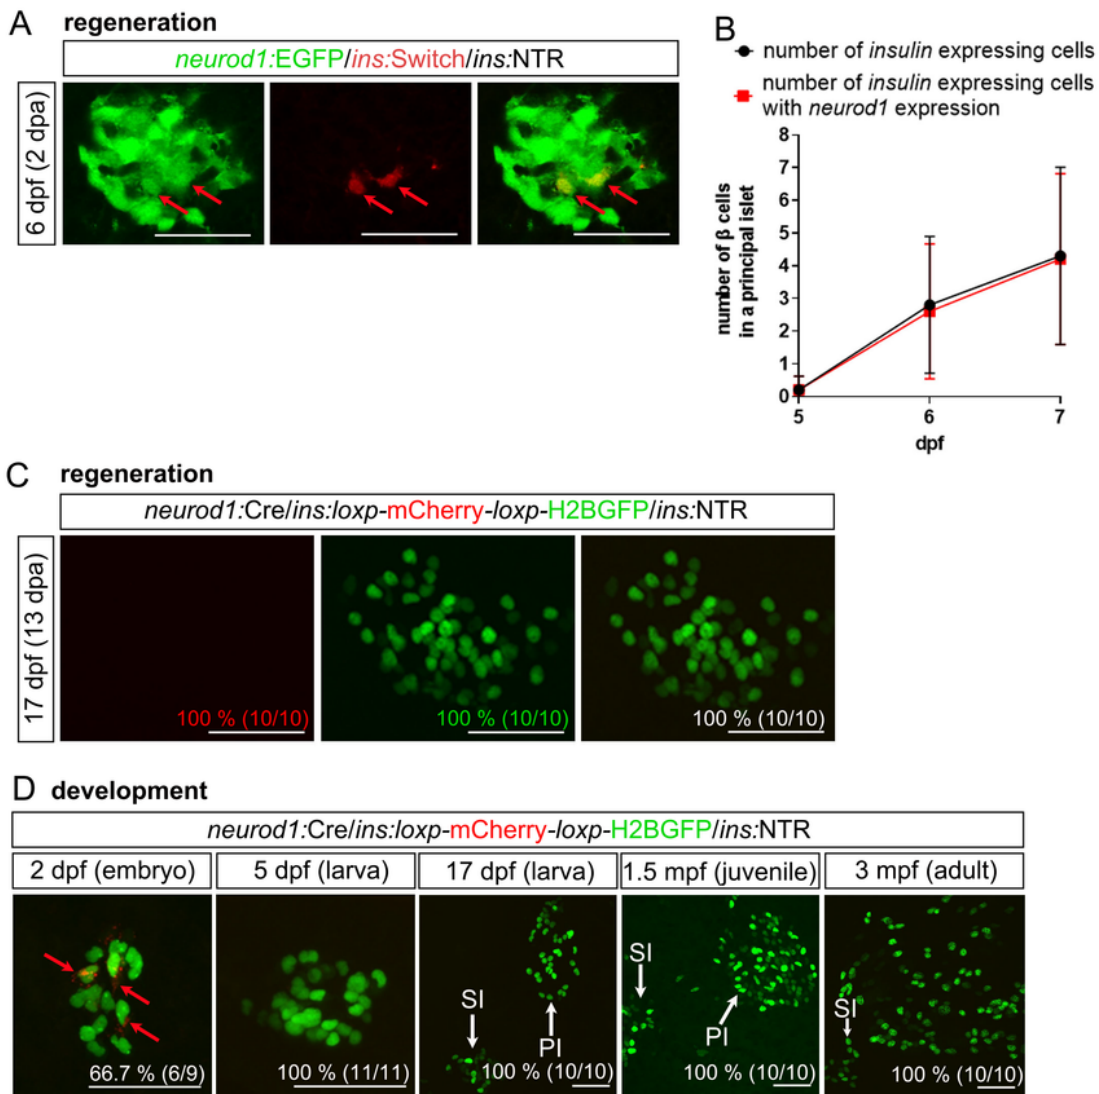 A regeneration
neurod1:EGFP/ins:Switch/ins:NTR
6 dpf (2 dpa)
B
number of insulin expressing cells
number of insulin expressing cells
with neurod1 expression
number of β cells
in a principal islet
8
7
6
5
4
3
2
1
0
5 6 7
dpf
C regeneration
neurod1:Cre/ins:loxp-mCherry-loxp-H2BGFP/ins:NTR
17 dpf (13 dpa)
100 % (10/10) 100 % (10/10) 100 % (10/10)
D development
neurod1:Cre/ins:loxp-mCherry-loxp-H2BGFP/ins:NTR
2 dpf (embryo) 5 dpf (larva) 17 dpf (larva) 1.5 mpf (juvenile) 3 mpf (adult)
SI PI SI PI SI
66.7 % (6/9) 100 % (11/11) 100 % (10/10) 100 % (10/10) 100 % (10/10)